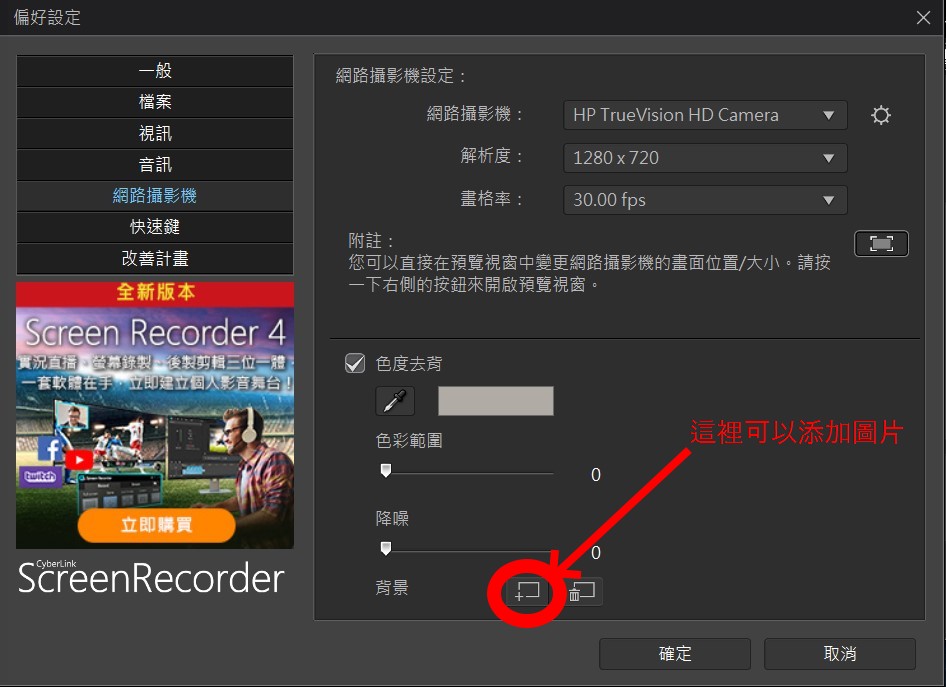 偏好設定
一般
檔案
視訊
音訊
網路攝影機
快速鍵
改善計畫
全新版本
Screen Recorder 4
實況直播、螢幕錄製、後製剪輯三位一體，
一套軟體在手，立即建立個人影音舞台！
twitch
立即購買
CyberLink
ScreenRecorder
網路攝影機設定：
網路攝影機： HP TrueVision HD Camera
解析度： 1280 x 720
畫格率： 30.00 fps
附註：
您可以直接在預覽視窗中變更網路攝影機的畫面位置/大小。請按
一下右側的按鈕來開啟預覽視窗。
色度去背
這裡可以添加圖片
色彩範圍
0
降噪
0
背景
確定
取消